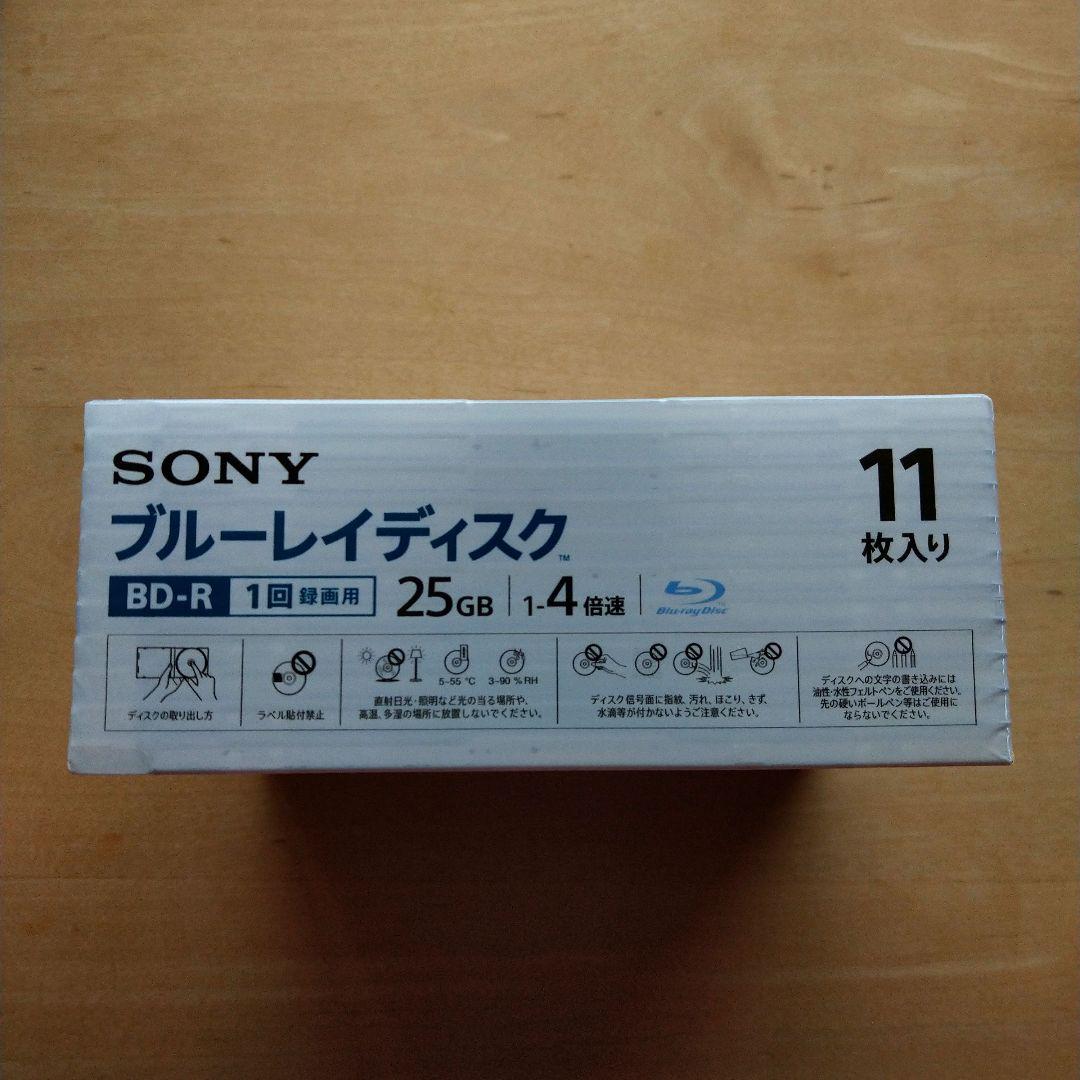 SONY
ブルーレイディスク™
BD-R 1回録画用 25GB 1-4倍速 Blu-ray Disc™
11
枚入り
ディスクの取り出し方
ラベル貼付禁止
5-55 ℃ 3-90 %RH
直射日光・照明など光の当る場所や、
高温、多湿の場所に放置しないでください。
ディスク信号面に指紋、汚れ、ほこり、きず、
水滴等が付かないようご注意ください。
ディスクへの文字の書き込みには
油性・水性フェルトペンをご使用ください。
先の硬いボールペン等はご使用に
ならないでください。